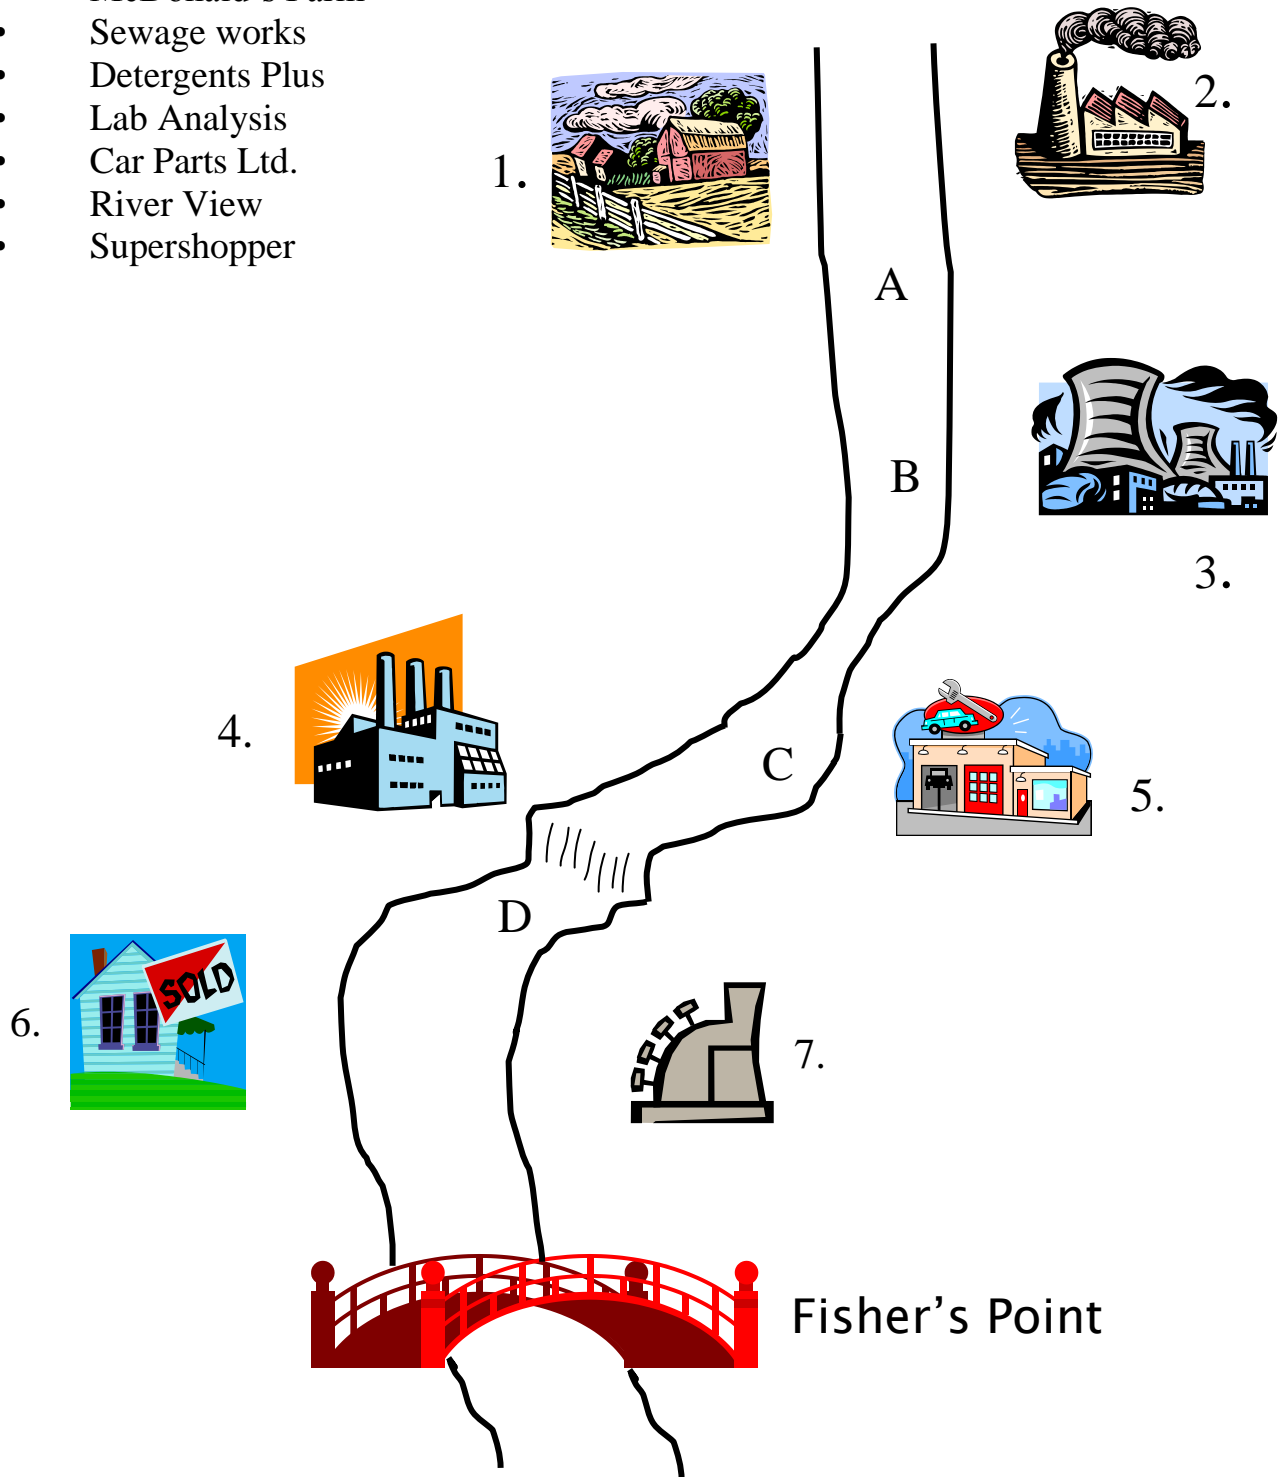 • Sewage works
• Detergents Plus
• Lab Analysis
• Car Parts Ltd.
• River View
• Supershopper
1.
2.
A
B
3.
4.
C
5.
D
SOLD
6.
7.
Fisher's Point